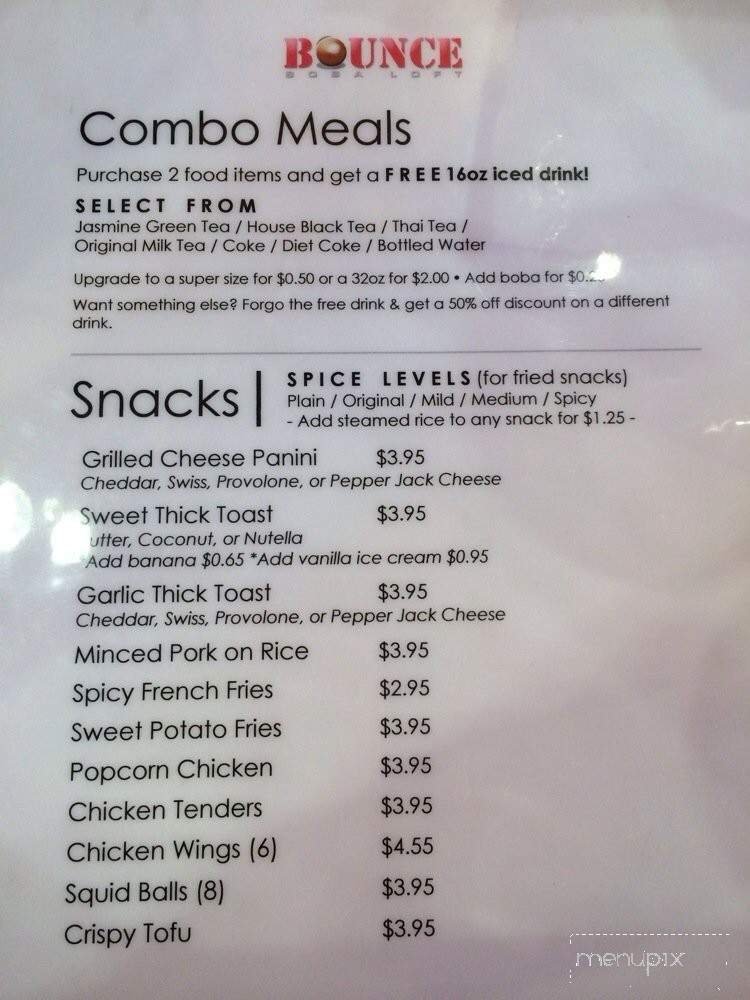 BOUNCE
BOBA LOFT
Combo Meals
Purchase 2 food items and get a FREE 16oz iced drink!
SELECT FROM
Jasmine Green Tea / House Black Tea / Thai Tea /
Original Milk Tea / Coke / Diet Coke / Bottled Water
Upgrade to a super size for $0.50 or a 32oz for $2.00 • Add boba for
Want something else? Forgo the free drink & get a 50% off discount on a different
drink.
Snacks
SPICE LEVELS (for fried snacks)
Plain / Original / Mild / Medium / Spicy
- Add steamed rice to any snack for $1.25 -
Grilled Cheese Panini $3.95
Cheddar, Swiss, Provolone, or Pepper Jack Cheese
Sweet Thick Toast $3.95
utter, Coconut, or Nutella
*Add banana $0.65 *Add vanilla ice cream $0.95
Garlic Thick Toast $3.95
Cheddar, Swiss, Provolone, or Pepper Jack Cheese
Minced Pork on Rice $3.95
Spicy French Fries $2.95
Sweet Potato Fries $3.95
Popcorn Chicken $3.95
Chicken Tenders $3.95
Chicken Wings (6) $4.55
Squid Balls (8) $3.95
Crispy Tofu $3.95
menupix